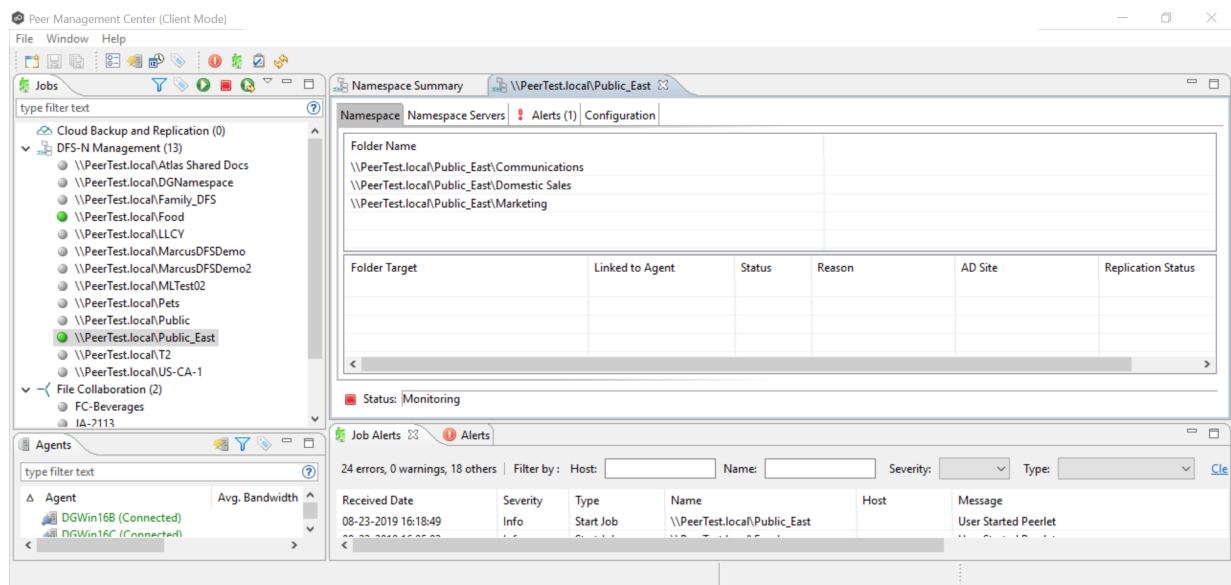 Peer Management Center (Client Mode)
File Window Help
Jobs
type filter text
Cloud Backup and Replication (0)
DFS-N Management (13)
\\PeerTest.local\Atlas Shared Docs
\\PeerTest.local\DGNamespace
\\PeerTest.local\Family_DFS
\\PeerTest.local\Food
\\PeerTest.local\LLCY
\\PeerTest.local\MarcusDFSDemo
\\PeerTest.local\MarcusDFSDemo2
\\PeerTest.local\MLTest02
\\PeerTest.local\Pets
\\PeerTest.local\Public
\\PeerTest.local\Public_East
\\PeerTest.local\T2
\\PeerTest.local\US-CA-1
File Collaboration (2)
FC-Beverages
IA-2113
Agents
type filter text
Agent Avg. Bandwidth
DGWin16B (Connected)
DGWin16C (Connected)
Namespace Summary \\PeerTest.local\Public_East
Namespace Namespace Servers Alerts (1) Configuration
Folder Name
\\PeerTest.local\Public_East\Communications
\\PeerTest.local\Public_East\Domestic Sales
\\PeerTest.local\Public_East\Marketing
Folder Target Linked to Agent Status Reason AD Site Replication Status
Status: Monitoring
Job Alerts Alerts
24 errors, 0 warnings, 18 others Filter by : Host: Name: Severity: Type: Cle
Received Date Severity Type Name Host Message
08-23-2019 16:18:49 Info Start Job \\PeerTest.local\Public_East User Started Peerlet